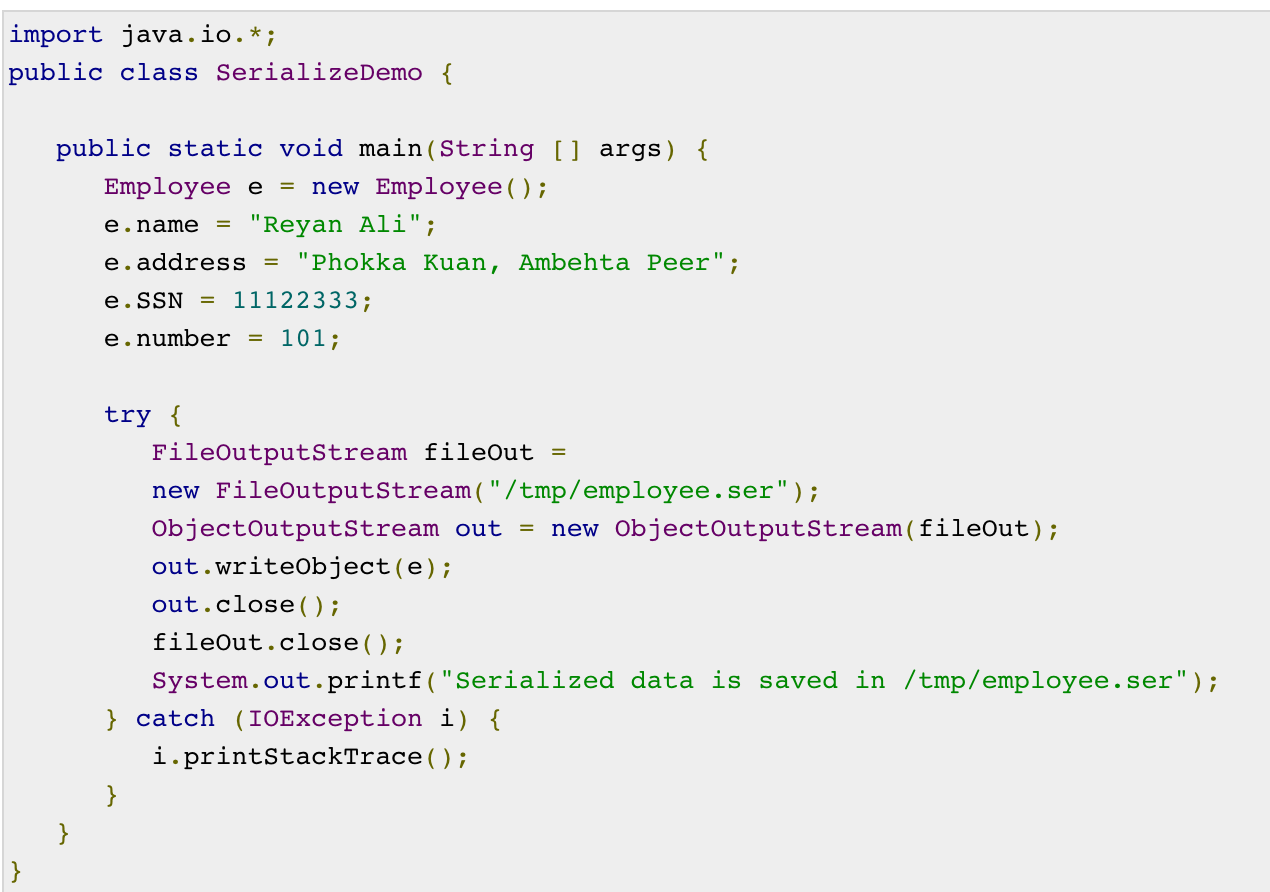 import java.io.*;
public class SerializeDemo {
   public static void main(String [] args) {
      Employee e = new Employee();
      e.name = "Reyan Ali";
      e.address = "Phokka Kuan, Ambehta Peer";
      e.SSN = 11122333;
      e.number = 101;
      try {
         FileOutputStream fileOut =
         new FileOutputStream("/tmp/employee.ser");
         ObjectOutputStream out = new ObjectOutputStream(fileOut);
         out.writeObject(e);
         out.close();
         fileOut.close();
         System.out.printf("Serialized data is saved in /tmp/employee.ser");
      } catch (IOException i) {
         i.printStackTrace();
      }
   }
}